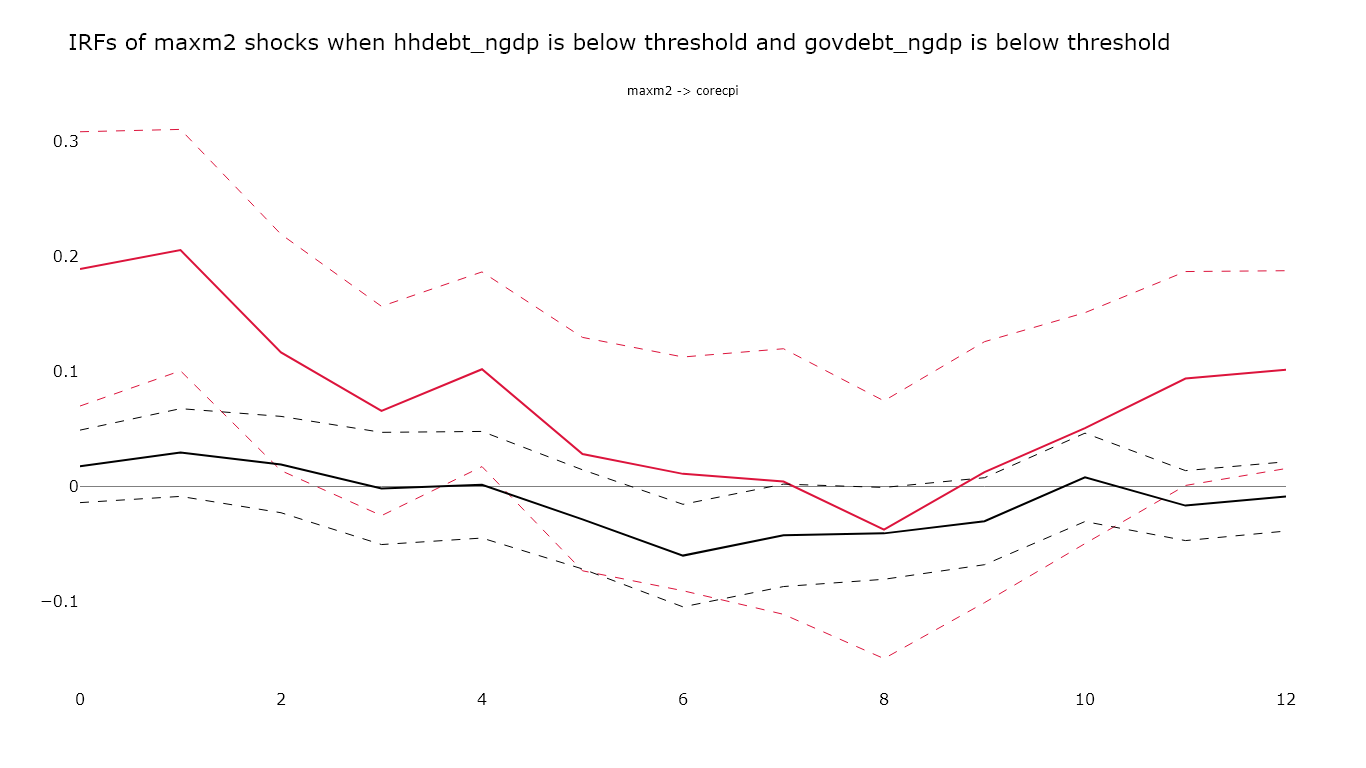 IRFs of maxm2 shocks when hhdebt_ngdp is below threshold and govdebt_ngdp is below threshold
maxm2 -> corecpi
0.3
0.2
0.1
0
−0.1
0 2 4 6 8 10 12